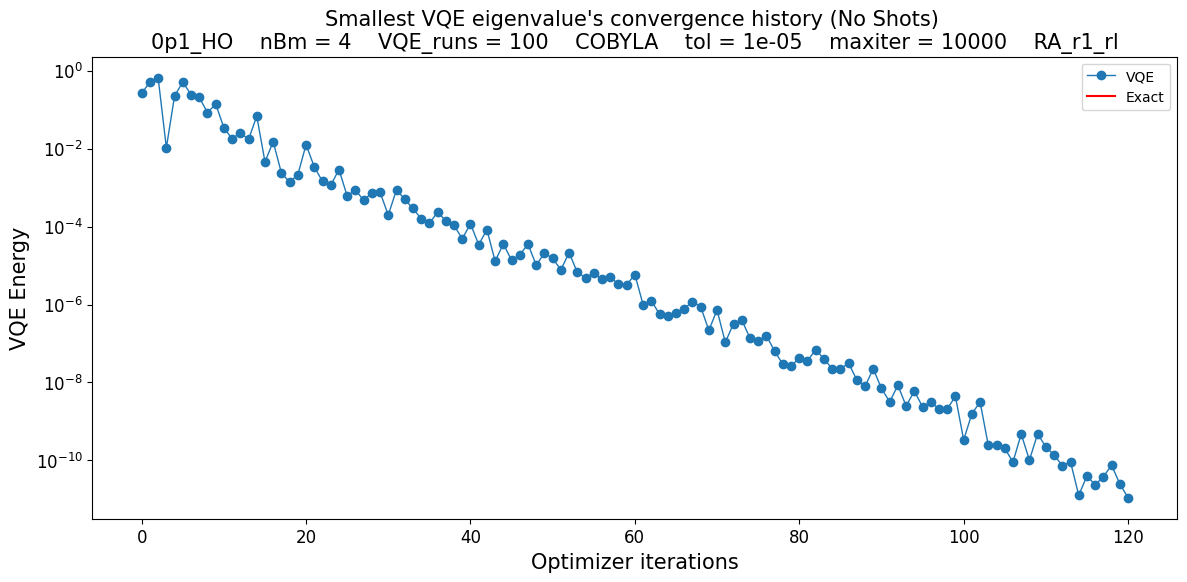 Smallest VQE eigenvalue's convergence history (No Shots)
0p1_HO nBm = 4 VQE_runs = 100 COBYLA tol = 1e-05 maxiter = 10000 RA_r1_rl
VQE
Exact
10⁰
10⁻²
10⁻⁴
10⁻⁶
10⁻⁸
10⁻¹⁰
VQE Energy
0 20 40 60 80 100 120
Optimizer iterations